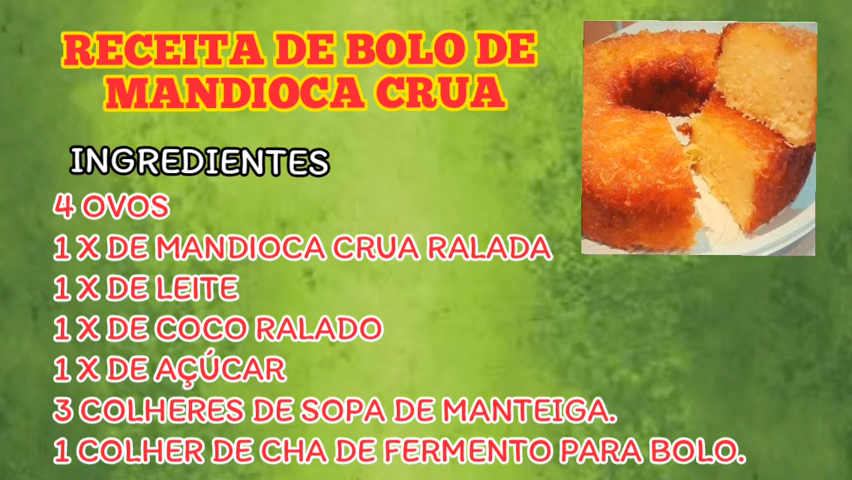 RECEITA DE BOLO DE
MANDIOCA CRUA
INGREDIENTES
4 OVOS
1 X DE MANDIOCA CRUA RALADA
1 X DE LEITE
1 X DE COCO RALADO
1 X DE AÇÚCAR
3 COLHERES DE SOPA DE MANTEIGA.
1 COLHER DE CHA DE FERMENTO PARA BOLO.